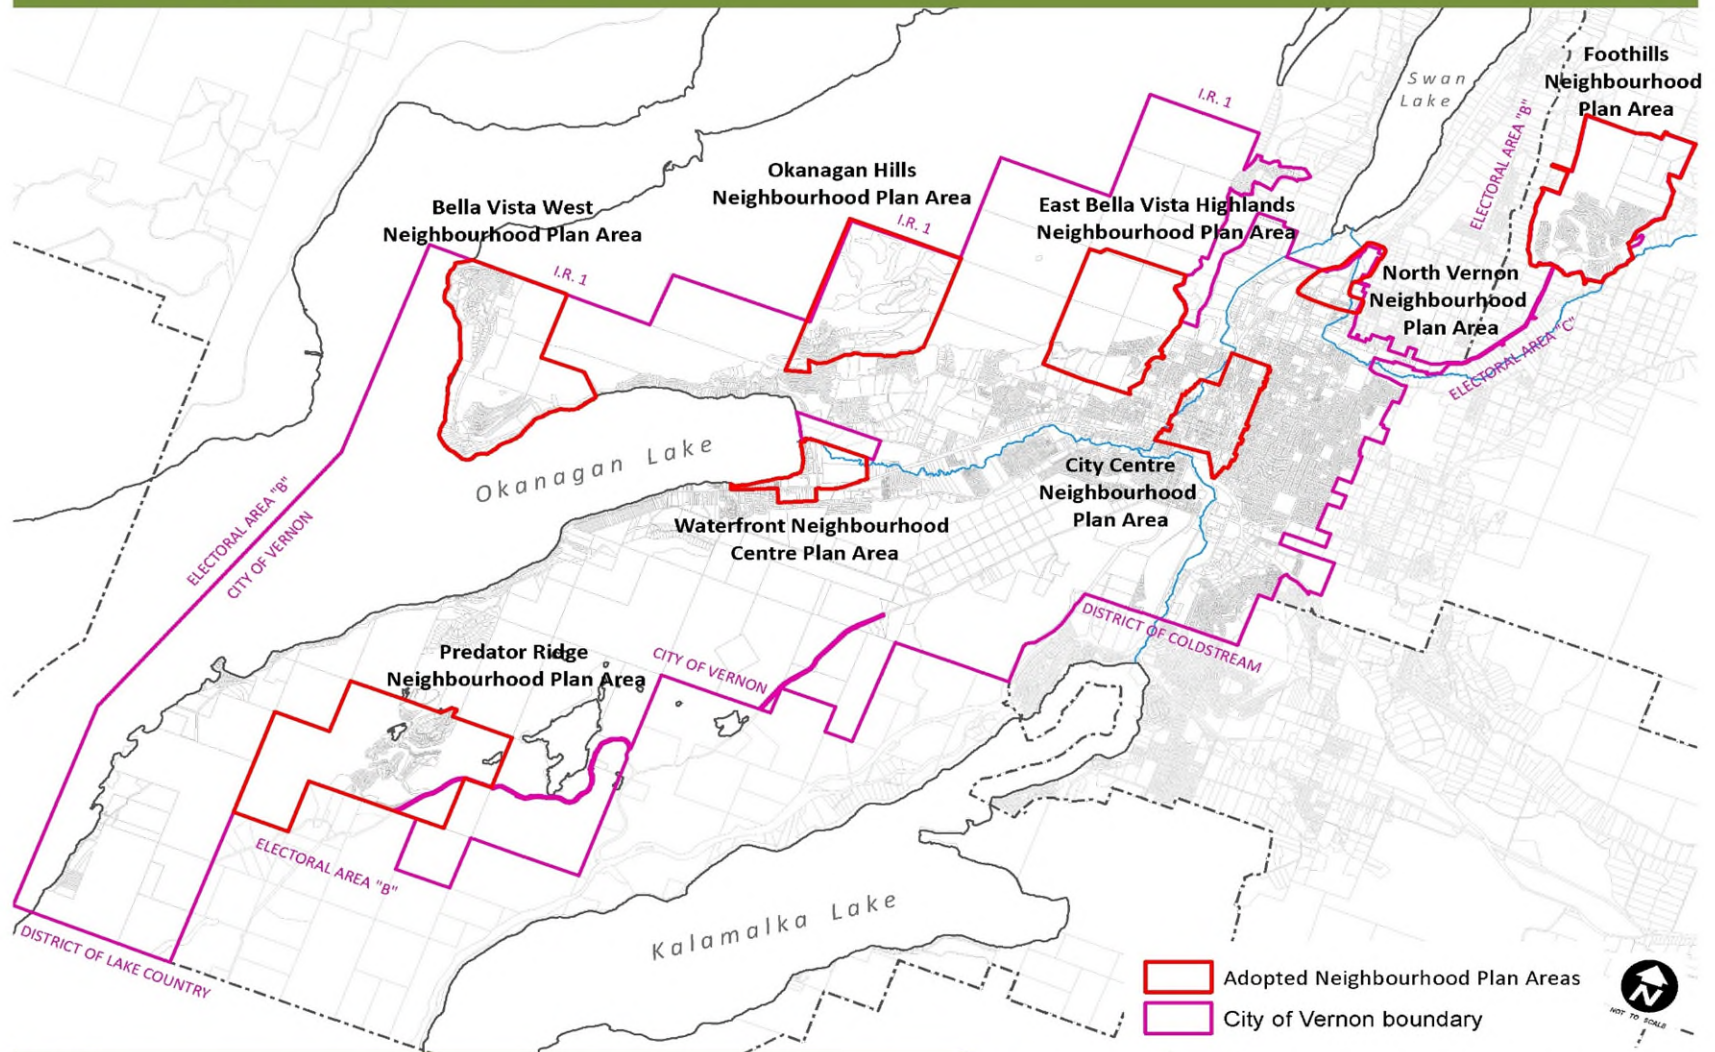 Foothills
Neighbourhood
Plan Area
Swan
Lake
I.R. 1
ELECTORAL AREA "B"
Okanagan Hills
Neighbourhood Plan Area
I.R. 1
East Bella Vista Highlands
Neighbourhood Plan Area
Bella Vista West
Neighbourhood Plan Area
I.R. 1
North Vernon
Neighbourhood
Plan Area
ELECTORAL AREA "C"
Okanagan Lake
City Centre
Neighbourhood
Plan Area
Waterfront Neighbourhood
Centre Plan Area
ELECTORAL AREA "B"
CITY OF VERNON
DISTRICT OF COLDSTREAM
Predator Ridge
Neighbourhood Plan Area
CITY OF VERNON
ELECTORAL AREA "B"
Kalamalka Lake
DISTRICT OF LAKE COUNTRY
Adopted Neighbourhood Plan Areas
City of Vernon boundary
N
NOT TO SCALE